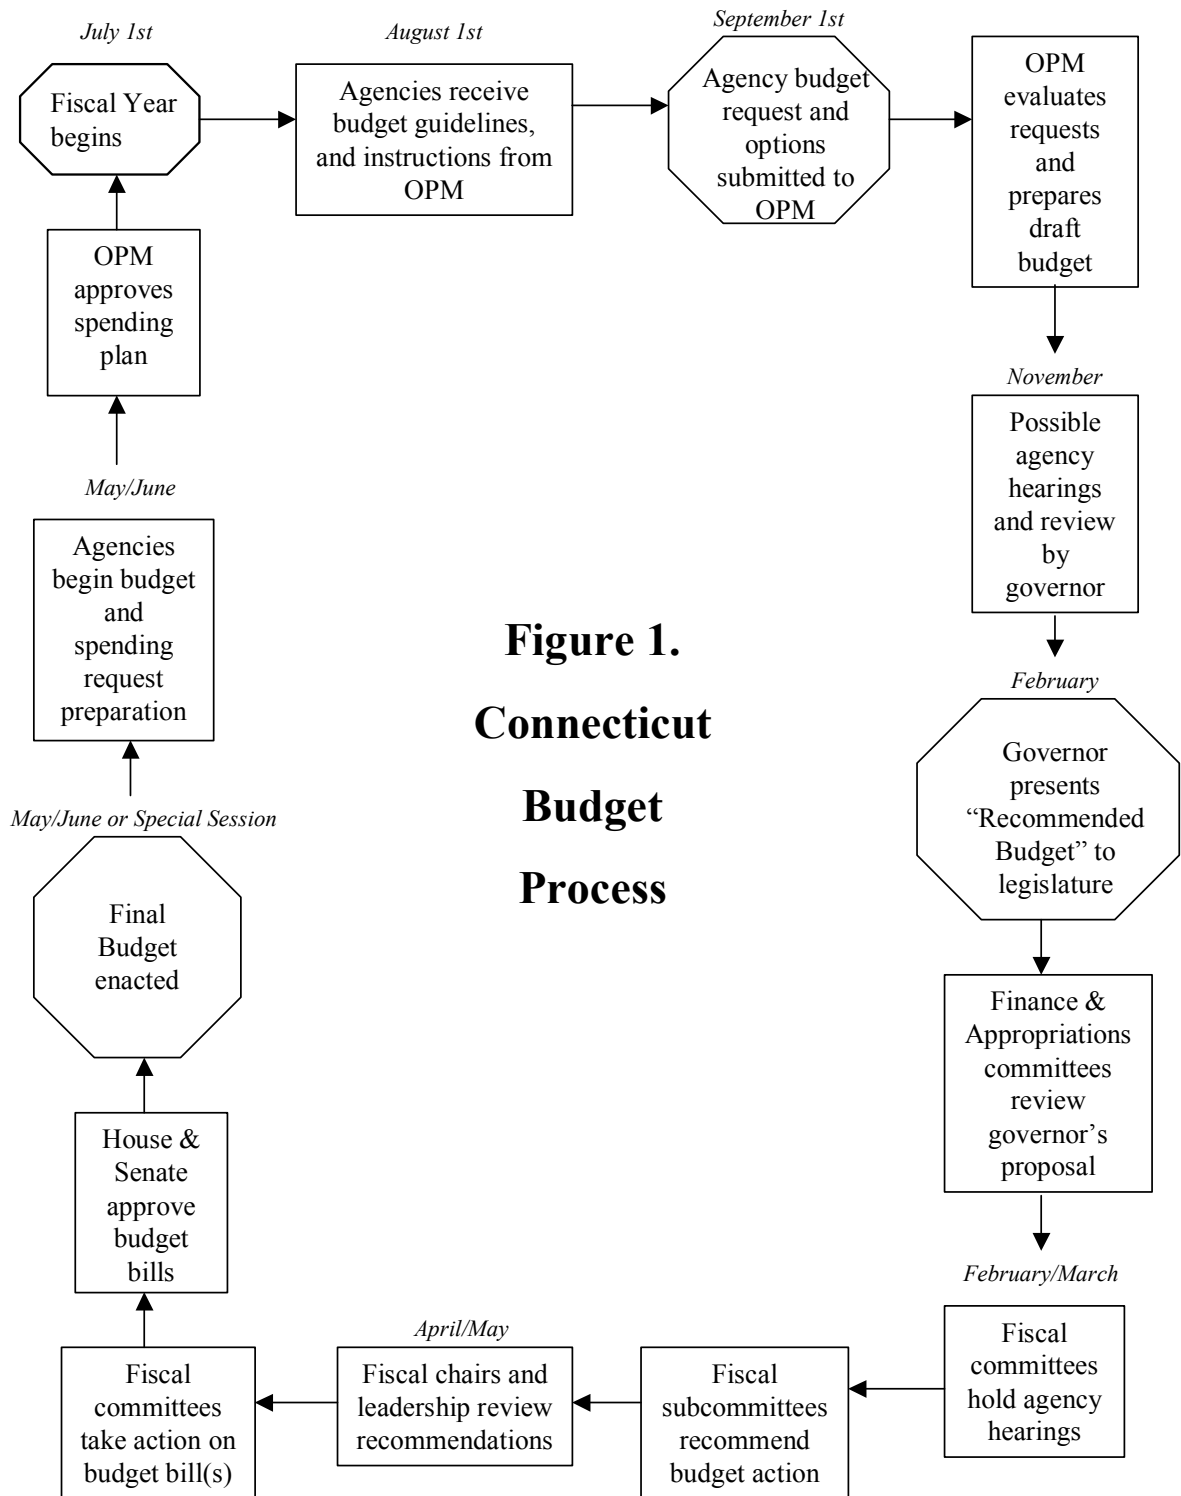 July 1st
Fiscal Year
begins
August 1st
Agencies receive
budget guidelines,
and instructions from
OPM
September 1st
Agency budget
request and
options
submitted to
OPM
OPM
evaluates
requests
and
prepares
draft
budget
November
Possible
agency
hearings
and review
by
governor
February
Governor
presents
“Recommended
Budget” to
legislature
Finance &
Appropriations
committees
review
governor’s
proposal
February/March
Fiscal
committees
hold agency
hearings
Fiscal
subcommittees
recommend
budget action
April/May
Fiscal chairs and
leadership review
recommendations
Fiscal
committees
take action on
budget bill(s)
House &
Senate
approve
budget
bills
May/June or Special Session
Final
Budget
enacted
Agencies
begin budget
and
spending
request
preparation
May/June
OPM
approves
spending
plan
Figure 1.
Connecticut
Budget
Process